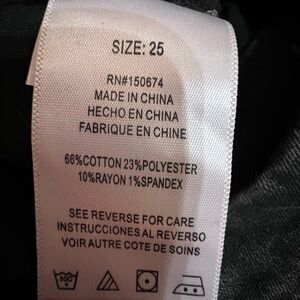 SIZE: 25
RN#150674
MADE IN CHINA
HECHO EN CHINA
FABRIQUE EN CHINE
66%COTTON 23%POLYESTER
10%RAYON 1%SPANDEX
SEE REVERSE FOR CARE
INSTRUCCIONES AL REVERSO
VOIR AUTRE COTE DE SOINS